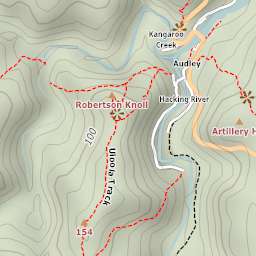 Kangaroo
Creek
Audley
Hacking River
Robertson Knoll
Artillery H
100
Uloola Track
154